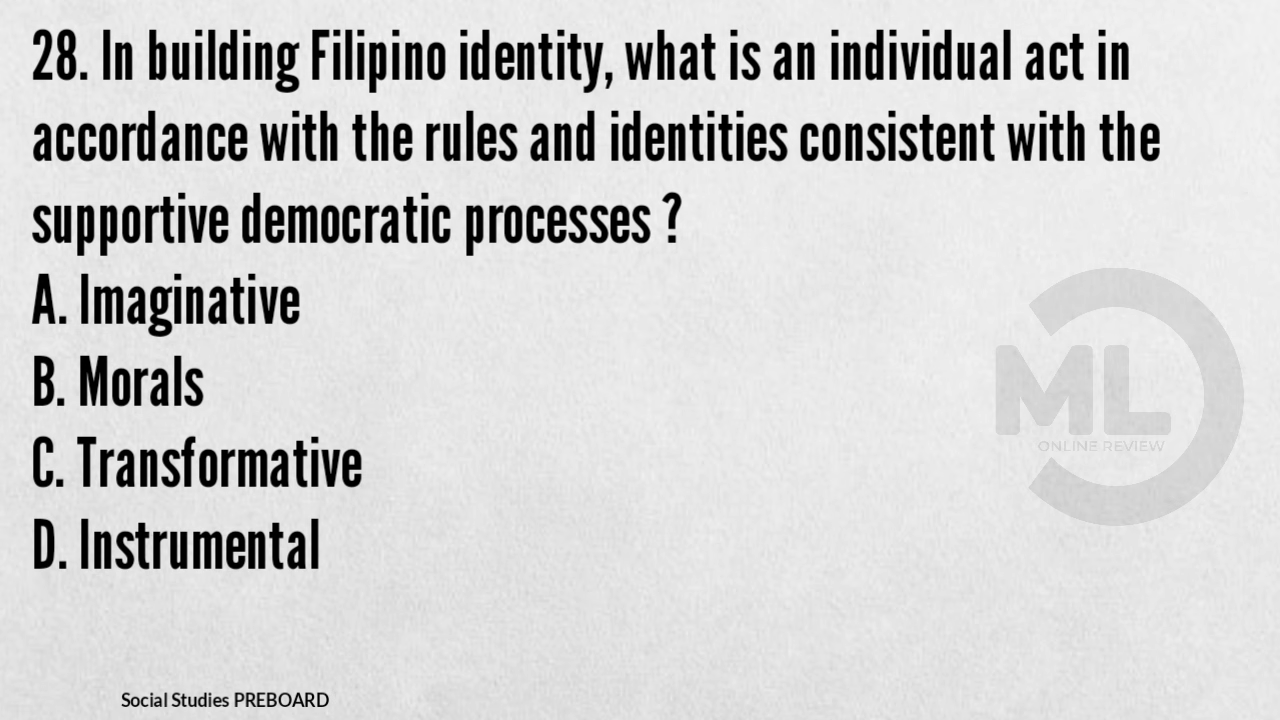 28. In building Filipino identity, what is an individual act in
accordance with the rules and identities consistent with the
supportive democratic processes ?
A. Imaginative
B. Morals
C. Transformative
D. Instrumental
ML
ONLINE REVIEW
Social Studies PREBOARD